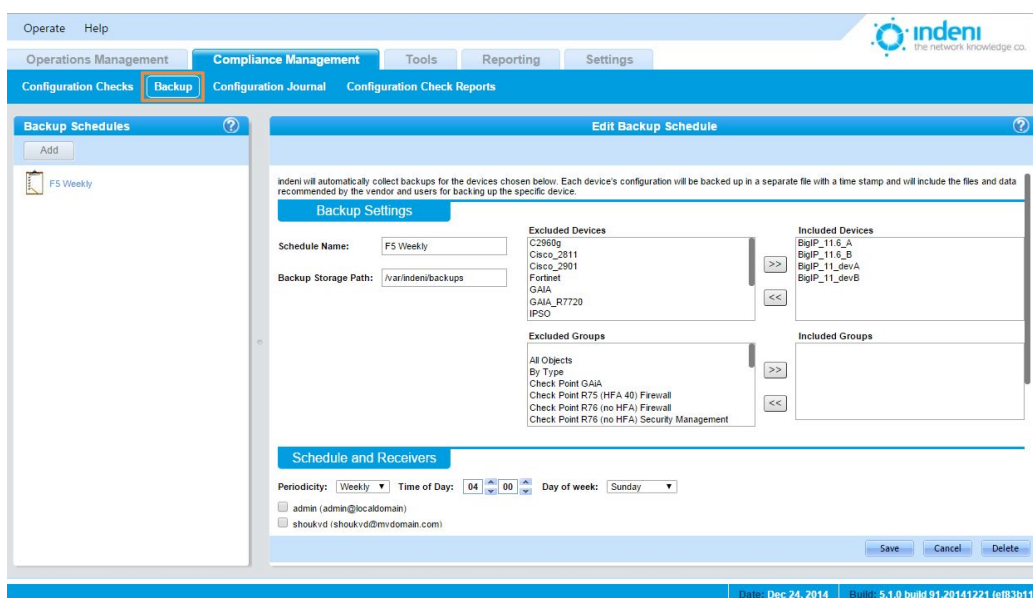 Operate Help
indeni
the network knowledge co.
Operations Management Compliance Management Tools Reporting Settings
Configuration Checks Backup Configuration Journal Configuration Check Reports
Backup Schedules ?
Add
F5 Weekly
Edit Backup Schedule ?
indeni will automatically collect backups for the devices chosen below. Each device's configuration will be backed up in a separate file with a time stamp and will include the files and data
recommended by the vendor and users for backing up the specific device.
Backup Settings
Schedule Name: F5 Weekly
Backup Storage Path: /var/indeni/backups
Excluded Devices
C2960g
Cisco_2811
Cisco_2901
Fortinet
GAIA
GAIA_R7720
IPSO
>>
<<
Included Devices
BigIP_11.6_A
BigIP_11.6_B
BigIP_11_devA
BigIP_11_devB
Excluded Groups
All Objects
By Type
Check Point GAiA
Check Point R75 (HFA 40) Firewall
Check Point R76 (no HFA) Firewall
Check Point R76 (no HFA) Security Management
>>
<<
Included Groups
Schedule and Receivers
Periodicity: Weekly Time of Day: 04 00 Day of week: Sunday
admin (admin@localdomain)
shoukyd (shoukyd@mydomain.com)
Save Cancel Delete
Date: Dec 24, 2014 Build: 5.1.0 build 91.20141221 (ef83b11